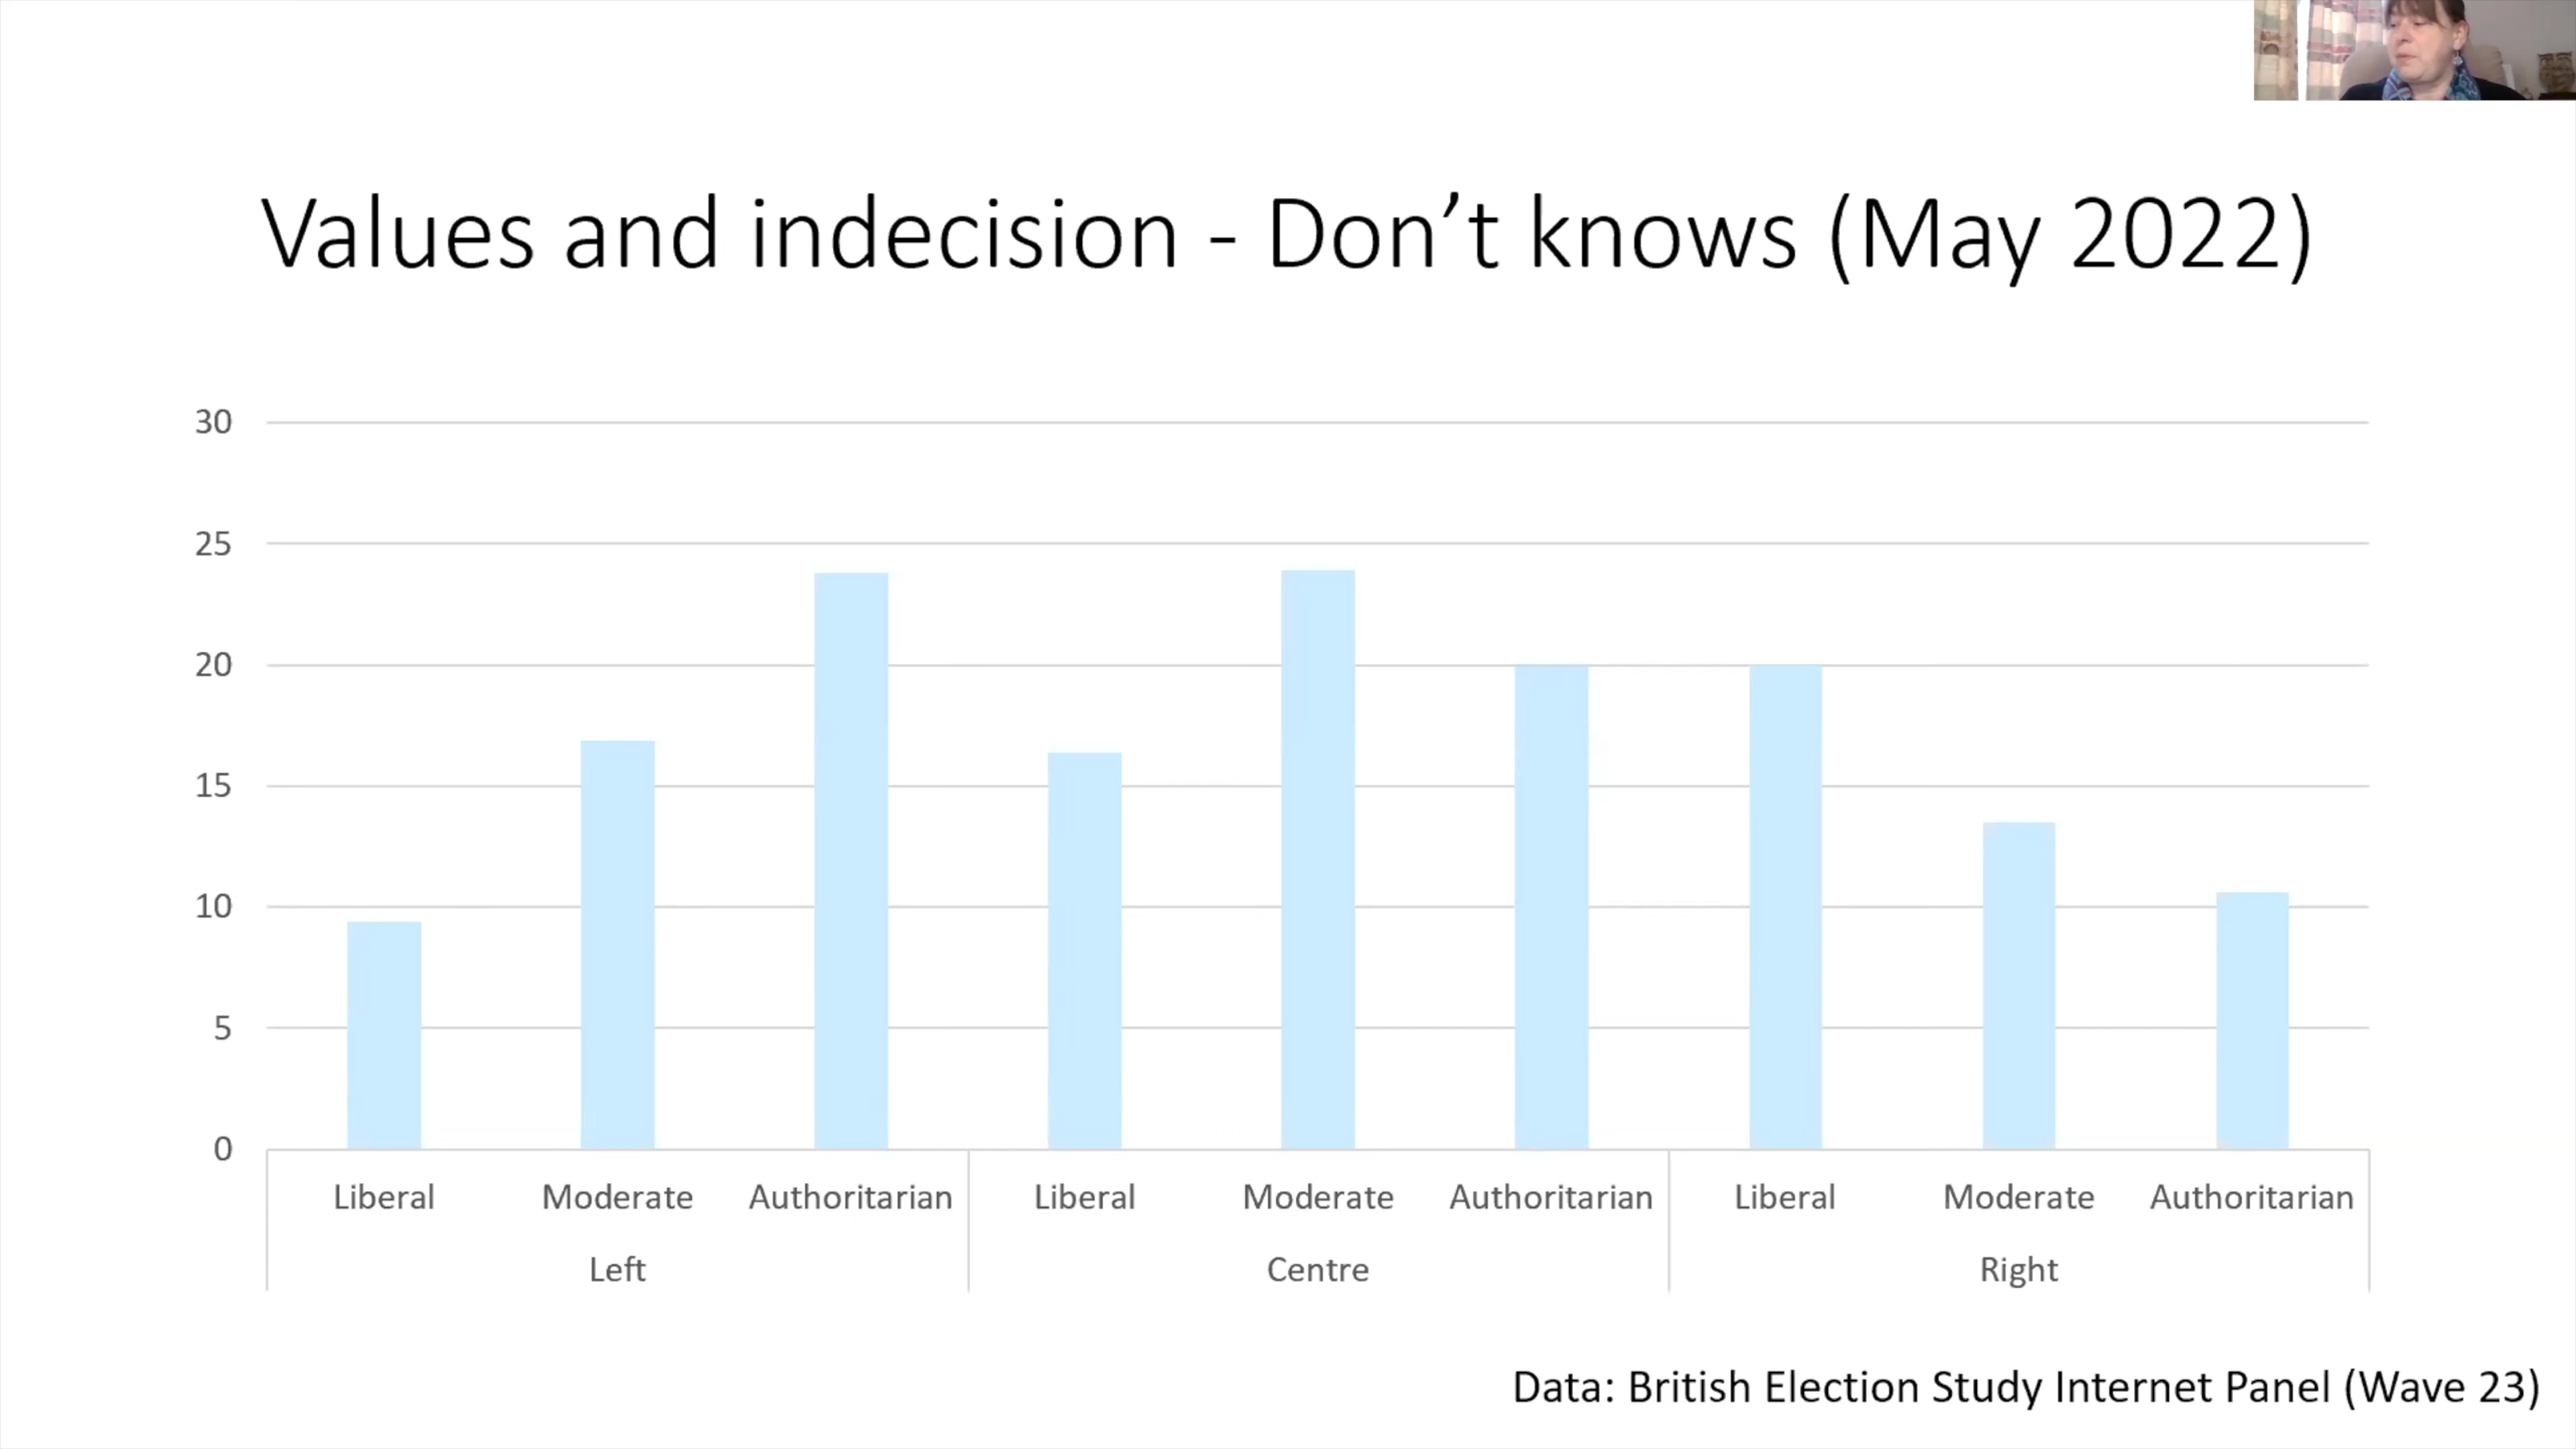 Values and indecision - Don’t knows (May 2022)
30
25
20
15
10
5
0
Liberal Moderate Authoritarian Liberal Moderate Authoritarian Liberal Moderate Authoritarian
Left Centre Right
Data: British Election Study Internet Panel (Wave 23)